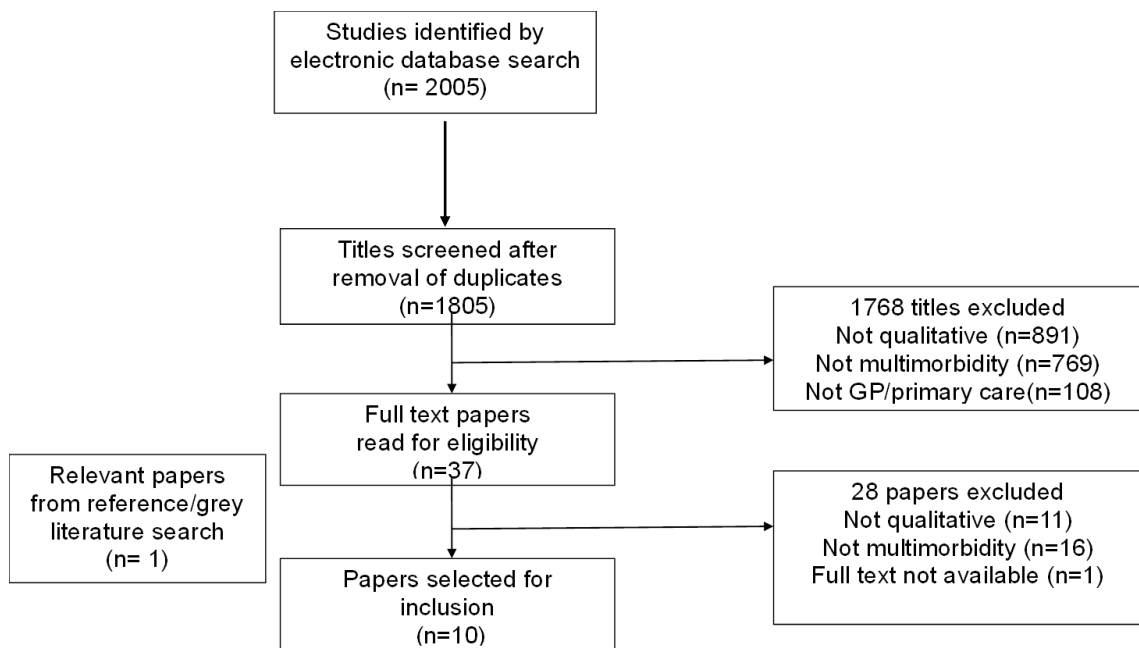 Studies identified by
electronic database search
(n= 2005)
Titles screened after
removal of duplicates
(n=1805)
1768 titles excluded
Not qualitative (n=891)
Not multimorbidity (n=769)
Not GP/primary care(n=108)
Full text papers
read for eligibility
(n=37)
Relevant papers
from reference/grey
literature search
(n= 1)
28 papers excluded
Not qualitative (n=11)
Not multimorbidity (n=16)
Full text not available (n=1)
Papers selected for
inclusion
(n=10)